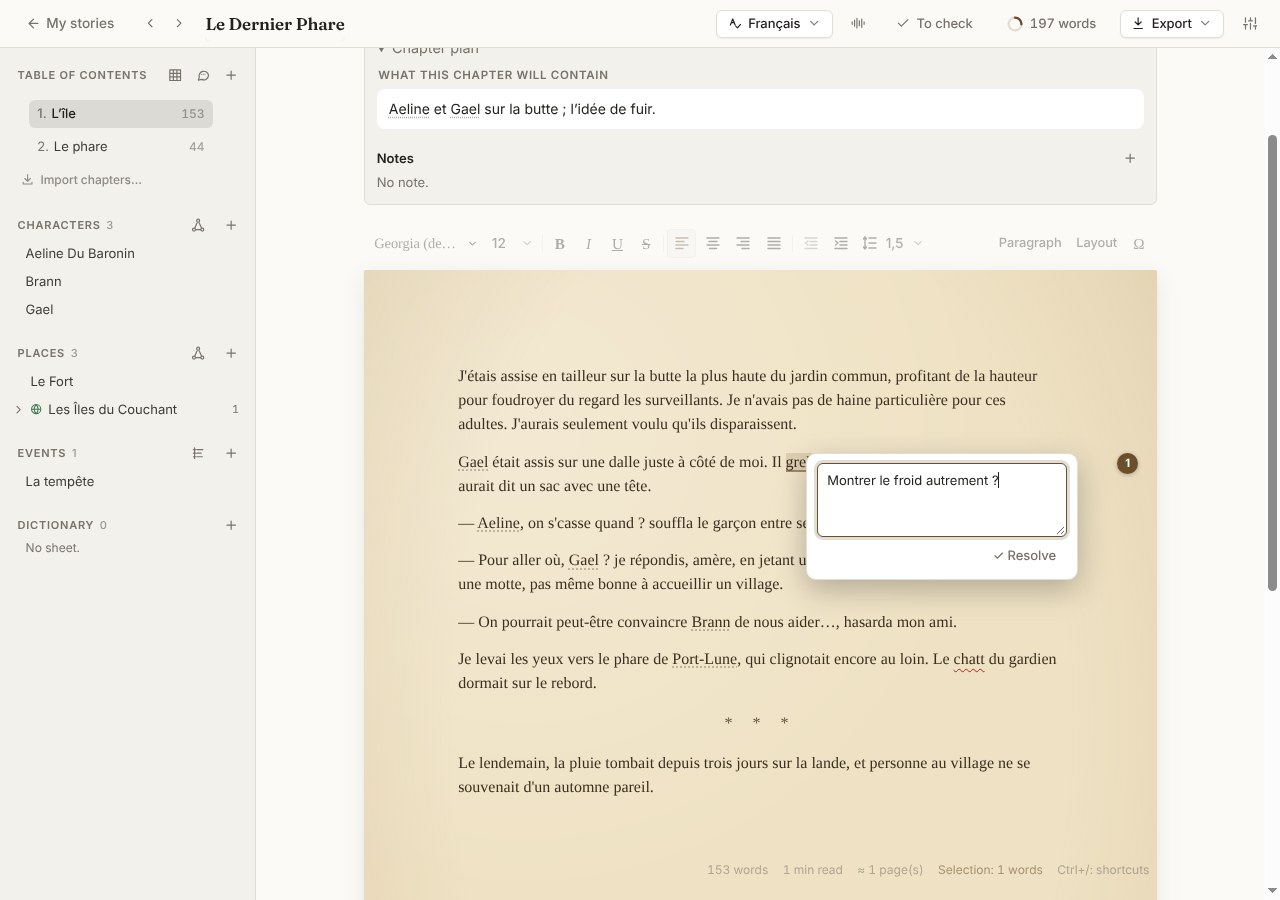 My stories
Le Dernier Phare
Français
To check
197 words
Export
TABLE OF CONTENTS
1. L'île 153
2. Le phare 44
Import chapters...
CHARACTERS 3
Aeline Du Baronin
Brann
Gael
PLACES 3
Le Fort
Les Îles du Couchant 1
EVENTS 1
La tempête
DICTIONARY 0
No sheet.
Chapter plan
WHAT THIS CHAPTER WILL CONTAIN
Aeline et Gael sur la butte ; l'idée de fuir.
Notes
No note.
Georgia (de... 12 B I U S 1,5 Paragraph Layout Ω
J'étais assise en tailleur sur la butte la plus haute du jardin commun, profitant de la hauteur
pour foudroyer du regard les surveillants. Je n'avais pas de haine particulière pour ces
adultes. J'aurais seulement voulu qu'ils disparaissent.
Gael était assis sur une dalle juste à côté de moi. Il
1
aurait dit un sac avec une tête.
— Aeline, on s'casse quand ? souffla le garçon entre
— Pour aller où, Gael ? je répondis, amère, en jetant
une motte, pas même bonne à accueillir un village.
Montrer le froid autrement ?
Resolve
— On pourrait peut-être convaincre Brann de nous aider…, hasarda mon ami.
Je levai les yeux vers le phare de Port-Lune, qui clignotait encore au loin. Le chatt du gardien
dormait sur le rebord.
* * *
Le lendemain, la pluie tombait depuis trois jours sur la lande, et personne au village ne se
souvenait d'un automne pareil.
153 words 1 min read ≈ 1 page(s) Selection: 1 words Ctrl+/: shortcuts